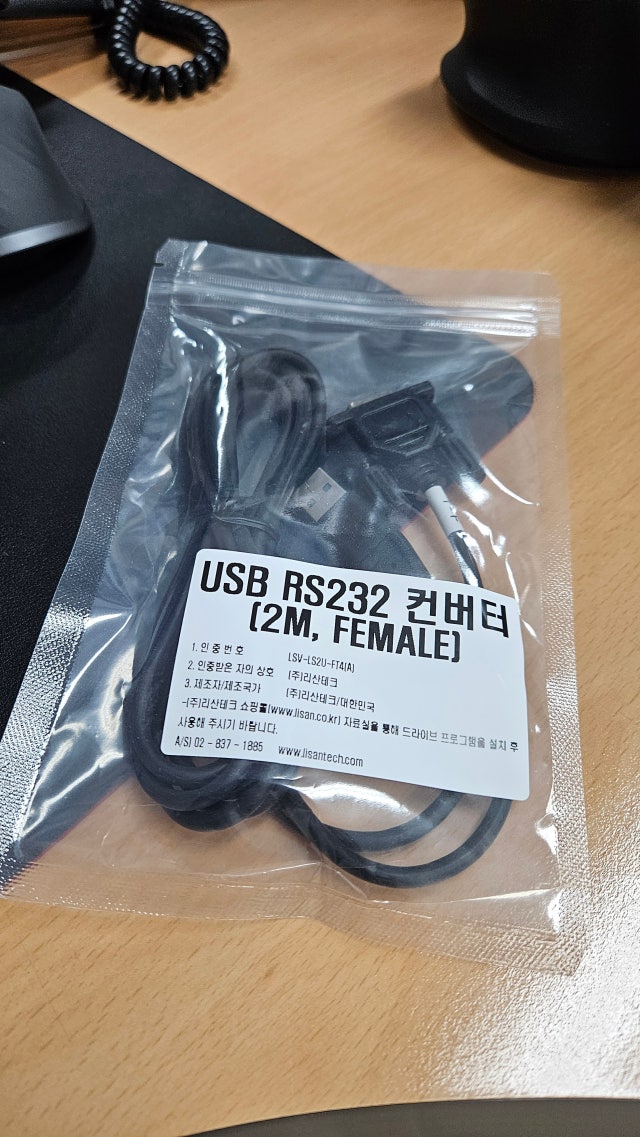 USB RS232 컨버터
(2M, FEMALE)
1. 인 증 번 호 LSV-LS2U-FT4(A)
2. 인증받은 자의 상호 (주)리산테크
3. 제조자/제조국가 (주)리산테크/대한민국
-(주)리산테크 쇼핑몰(www.lisan.co.kr) 자료실을 통해 드라이브 프로그램을 설치 후
사용해 주시기 바랍니다.
A/S) 02 - 837 - 1885 www.lisantech.com